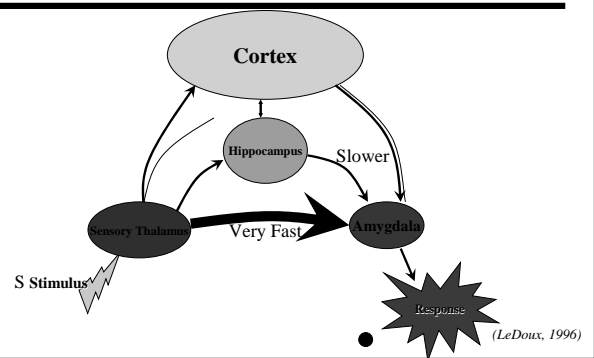 Cortex
Hippocampus
Slower
Sensory Thalamus
Very Fast
Amygdala
S Stimulus
Response
(LeDoux, 1996)